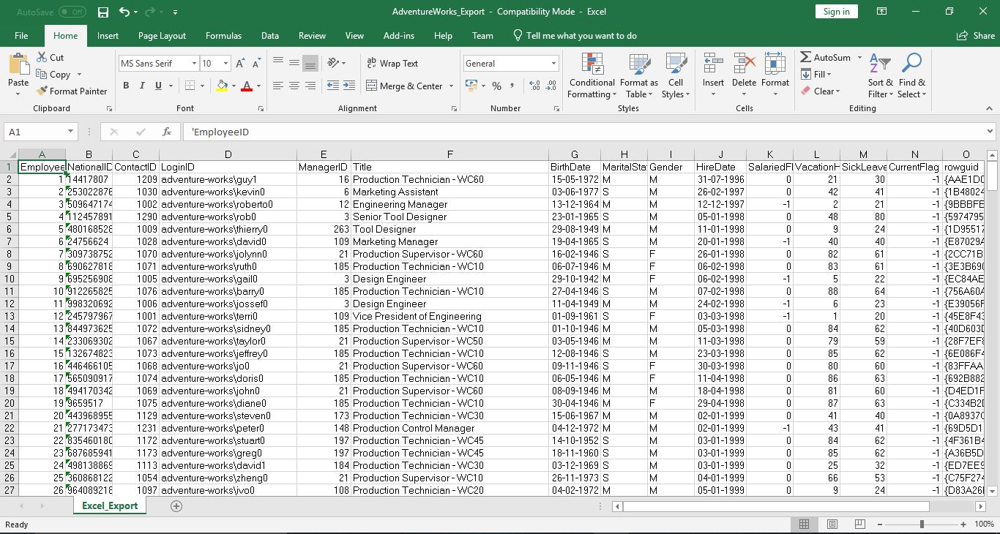 AutoSave Off AdventureWorks_Export - Compatibility Mode - Excel Sign in
File Home Insert Page Layout Formulas Data Review View Add-ins Help Team Tell me what you want to do Share
Paste Cut Copy Format Painter
MS Sans Serif 10 A A B I U A
Wrap Text Merge & Center
General % ,
Conditional Formatting Format as Table Cell Styles
Insert Delete Format
AutoSum Fill Clear Sort & Filter Find & Select
Clipboard Font Alignment Number Styles Cells Editing
A1 fx 'EmployeeID
A B C D E F G H I J K L M N O
1 Employee NationalID ContactID LoginID ManagerID Title BirthDate MaritalSta Gender HireDate SalariedFl VacationH SickLeave CurrentFlag rowguid
2 1 14417807 1209 adventure-works\guy1 16 Production Technician - WC60 15-05-1972 M M 31-07-1996 0 21 30 -1 {AAE1D0
3 2 253022876 1030 adventure-works\kevin0 6 Marketing Assistant 03-06-1977 S M 26-02-1997 0 42 41 -1 {1B48024
4 3 509647174 1002 adventure-works\roberto0 12 Engineering Manager 13-12-1964 M M 12-12-1997 -1 2 21 -1 {9BBBFE
5 4 112457891 1290 adventure-works\rob0 3 Senior Tool Designer 23-01-1965 S M 05-01-1998 0 48 80 -1 {5974795
6 5 480168528 1009 adventure-works\thierry0 263 Tool Designer 29-08-1949 M M 11-01-1998 0 9 24 -1 {1D95517
7 6 24756624 1028 adventure-works\david0 109 Marketing Manager 19-04-1965 S M 20-01-1998 -1 40 40 -1 {E87029A
8 7 309738752 1070 adventure-works\jolynn0 21 Production Supervisor - WC60 16-02-1946 S F 26-01-1998 0 82 61 -1 {2CC71B
9 8 690627818 1071 adventure-works\ruth0 185 Production Technician - WC10 06-07-1946 M F 06-02-1998 0 83 61 -1 {3E3B690
10 9 695256908 1005 adventure-works\gail0 3 Design Engineer 29-10-1942 M F 06-02-1998 -1 5 22 -1 {EC84AE
11 10 912265825 1076 adventure-works\barry0 185 Production Technician - WC10 27-04-1946 S M 07-02-1998 0 88 64 -1 {756A60A
12 11 998320692 1006 adventure-works\jossef0 3 Design Engineer 11-04-1949 M M 24-02-1998 -1 6 23 -1 {E39056F
13 12 245797967 1001 adventure-works\terri0 109 Vice President of Engineering 01-09-1961 S F 03-03-1998 -1 1 20 -1 {45E8F43
14 13 844973625 1072 adventure-works\sidney0 185 Production Technician - WC10 01-10-1946 M M 05-03-1998 0 84 62 -1 {40D603D
15 14 233069302 1067 adventure-works\taylor0 21 Production Supervisor - WC50 03-05-1946 M M 11-03-1998 0 79 59 -1 {28F7EF8
16 15 132674823 1073 adventure-works\jeffrey0 185 Production Technician - WC10 12-08-1946 S M 23-03-1998 0 85 62 -1 {6E086F4
17 16 446466105 1068 adventure-works\jo0 21 Production Supervisor - WC60 09-11-1946 S F 30-03-1998 0 80 60 -1 {83FFAA
18 17 565090917 1074 adventure-works\doris0 185 Production Technician - WC10 06-05-1946 M F 11-04-1998 0 86 63 -1 {692B882
19 18 494170342 1069 adventure-works\john0 21 Production Supervisor - WC60 08-09-1946 M M 18-04-1998 0 81 60 -1 {D4ED1F
20 19 9659517 1075 adventure-works\diane0 185 Production Technician - WC10 30-04-1946 M F 29-04-1998 0 87 63 -1 {C334B2
21 20 443968955 1129 adventure-works\steven0 173 Production Technician - WC30 15-06-1967 M M 02-01-1999 0 41 40 -1 {0A8937
22 21 277173473 1231 adventure-works\peter0 148 Production Control Manager 04-12-1972 M M 02-01-1999 -1 43 41 -1 {69D5D1
23 22 835460180 1172 adventure-works\stuart0 197 Production Technician - WC45 14-10-1952 S M 03-01-1999 0 84 62 -1 {4F361B4
24 23 687685941 1173 adventure-works\greg0 197 Production Technician - WC45 18-11-1960 S M 03-01-1999 0 85 62 -1 {A36B5D
25 24 498138869 1113 adventure-works\david1 184 Production Technician - WC30 03-12-1969 S M 03-01-1999 0 25 32 -1 {ED7EE9
26 25 360868122 1054 adventure-works\zheng0 21 Production Supervisor - WC10 26-11-1973 S M 04-01-1999 0 66 53 -1 {C75F274
27 26 964089218 1097 adventure-works\ivo0 108 Production Technician - WC20 04-02-1972 M M 05-01-1999 0 9 24 -1 {D83A26
Excel_Export
Ready 100%